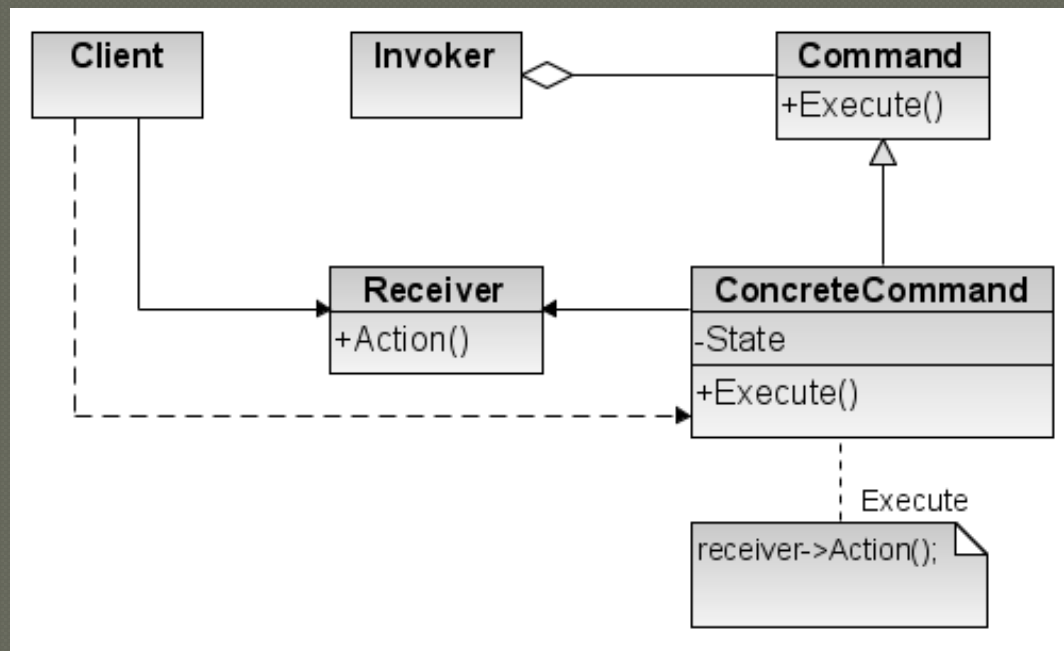 Client
Invoker
Command
+Execute()
Receiver
+Action()
ConcreteCommand
-State
+Execute()
Execute
receiver->Action();